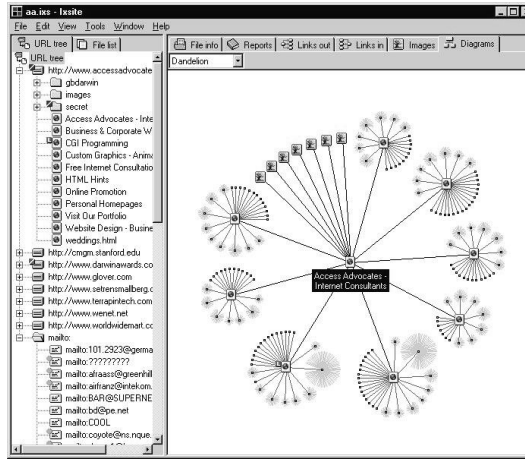 aa.ixs - Ixsite
File Edit View Tools Window Help
URL tree File list
File info Reports Links out Links in Images Diagrams
Dandelion
URL tree
http://www.accessadvocate
gbdarwin
images
secret
Access Advocates - Inte
Business & Corporate W
CGI Programming
Custom Graphics - Anima
Free Internet Consultatio
HTML Hints
Online Promotion
Personal Homepages
Visit Our Portfolio
Website Design - Busine
weddings.html
http://cmgm.stanford.edu
http://www.darwinawards.co
http://www.glover.com
http://www.setrensmallberg.c
http://www.terrapintech.com
http://www.wenet.net
http://www.worldwidemart.cc
mailto:
mailto:101.2923@germa
mailto:?????????
mailto:afraass@greenhill
mailto:airfranz@intekom.
mailto:BAR@SUPERNE
mailto:bd@pe.net
mailto:COOL
mailto:coyote@ns.nque.
Access Advocates -
Internet Consultants